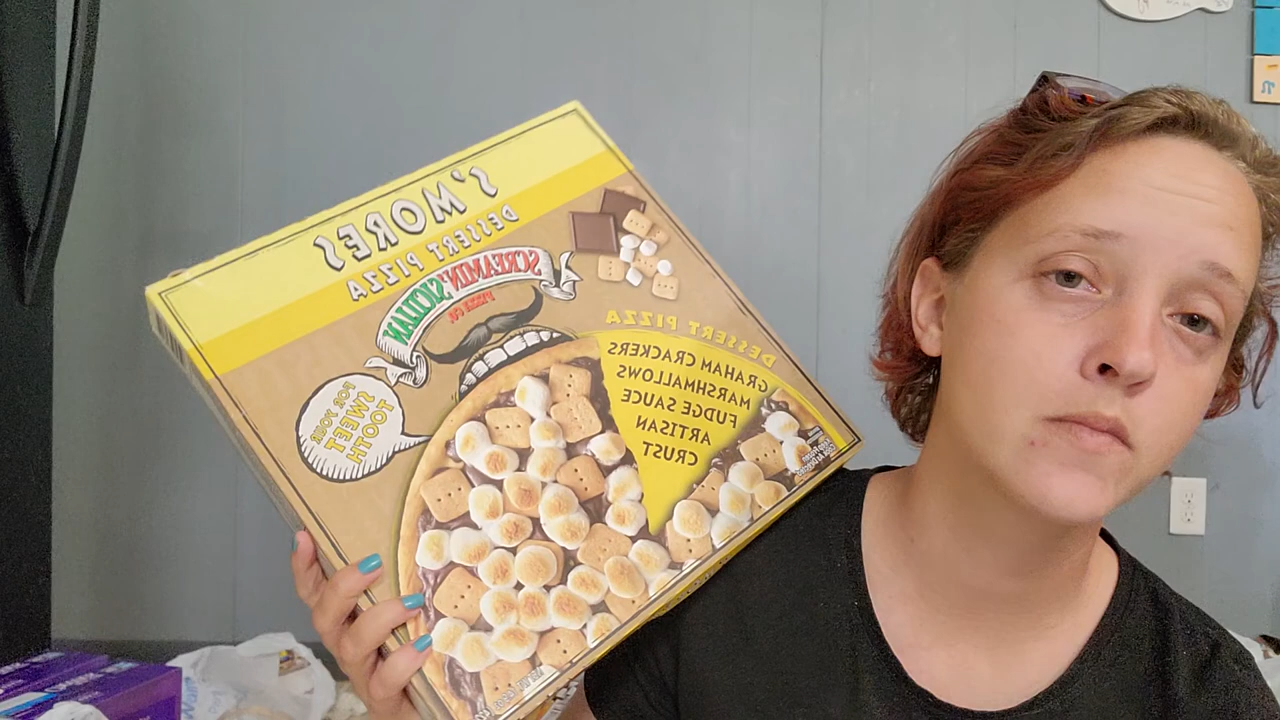 S'MORES
DESSERT PIZZA
SCREAMIN' SICILIAN
PIZZA CO.
FOR YOUR
SWEET
TOOTH
DESSERT PIZZA
GRAHAM CRACKERS
MARSHMALLOWS
FUDGE SAUCE
ARTISAN
CRUST